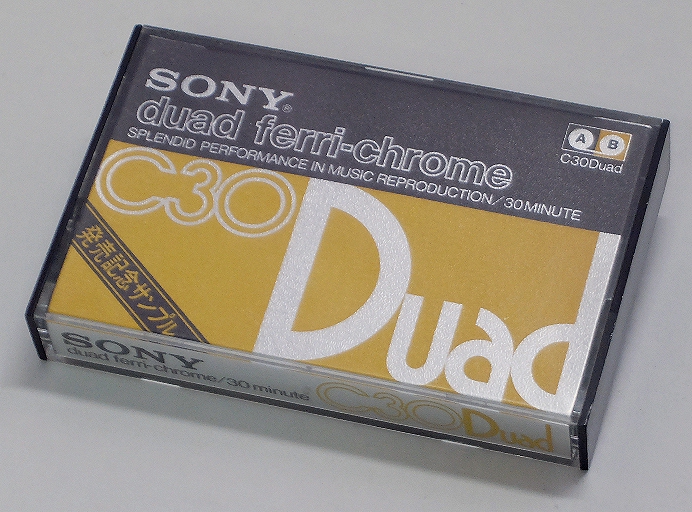 SONY®
duad ferri-chrome
SPLENDID PERFORMANCE IN MUSIC REPRODUCTION/30 MINUTE
A B
C30Duad
C30
Duad
発売記念サンプル
SONY
duad ferri-chrome/30 minute
C30Duad